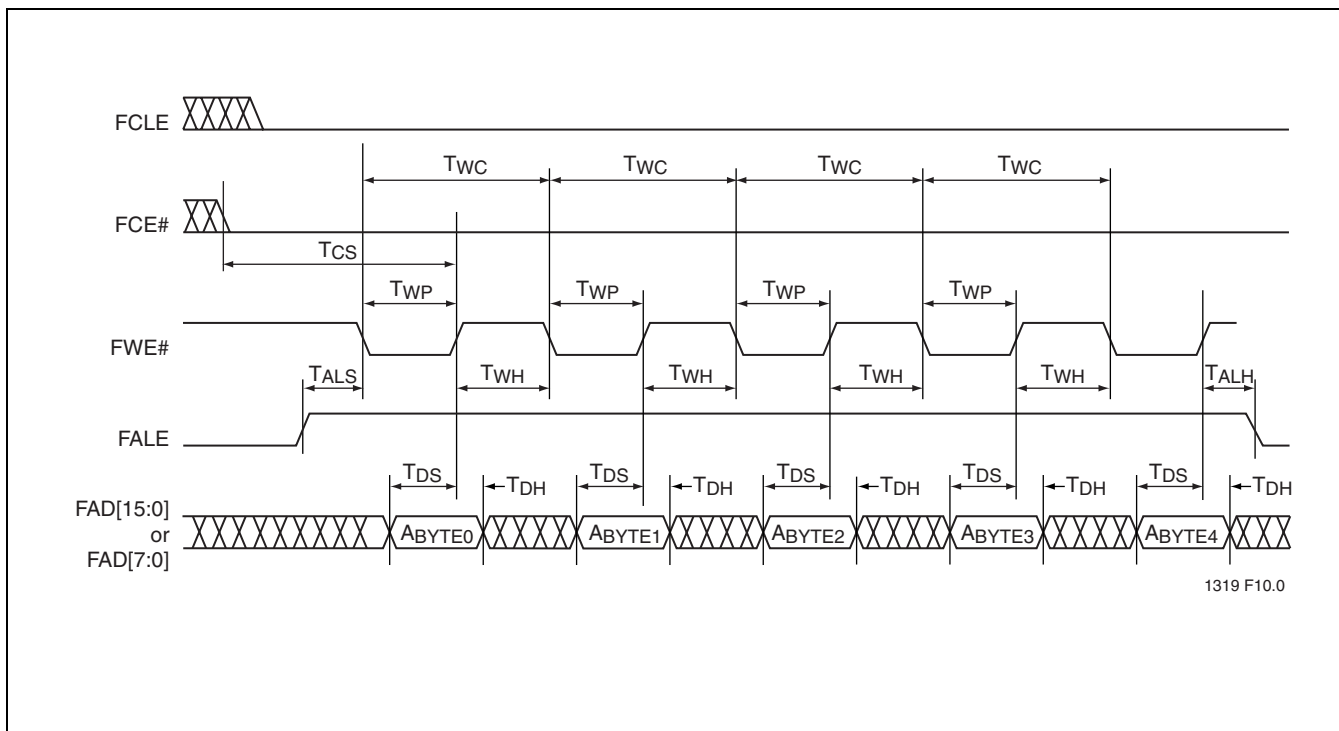 FCLE
TWC TWC TWC TWC
FCE#
TCS
TWP TWP TWP TWP
FWE#
TALS TWH TWH TWH TWH TALH
FALE
TDS TDH TDS TDH TDS TDH TDS TDH TDS TDH
FAD[15:0]
or
FAD[7:0]
ABYTE0 ABYTE1 ABYTE2 ABYTE3 ABYTE4
1319 F10.0